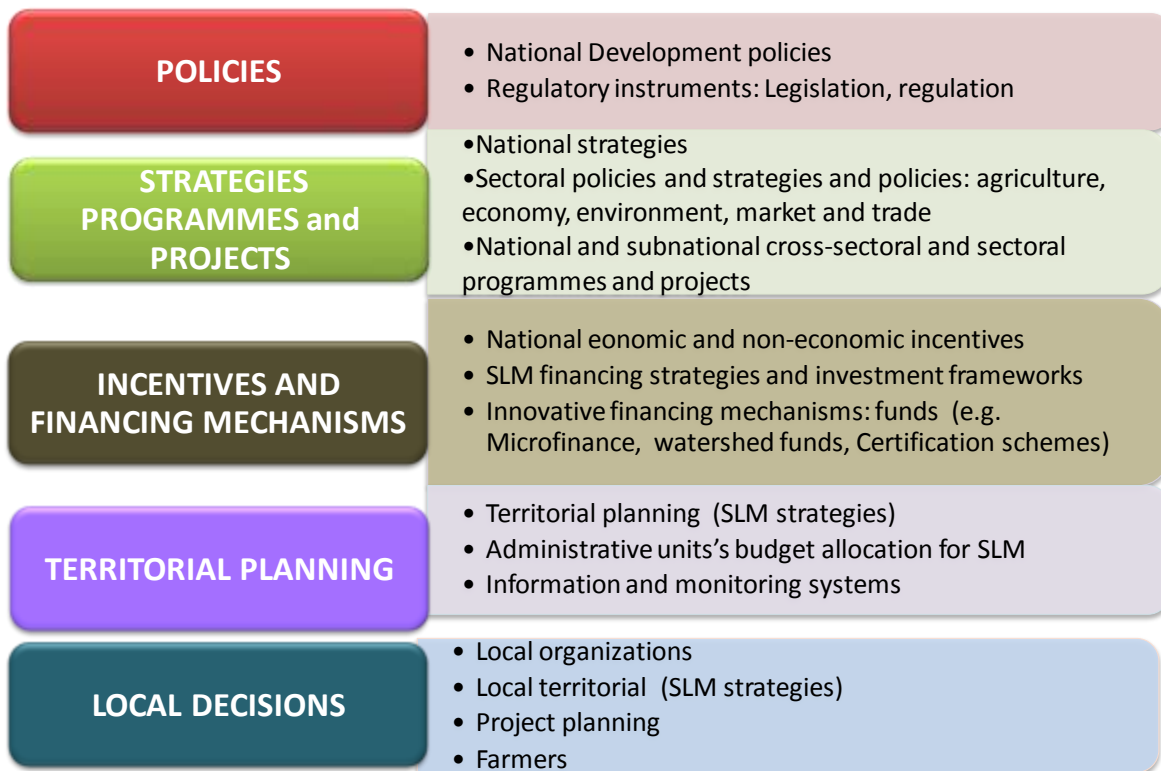 POLICIES
• National Development policies
• Regulatory instruments: Legislation, regulation
STRATEGIES
PROGRAMMES and
PROJECTS
•National strategies
•Sectoral policies and strategies and policies: agriculture,
economy, environment, market and trade
•National and subnational cross-sectoral and sectoral
programmes and projects
INCENTIVES AND
FINANCING MECHANISMS
• National eonomic and non-economic incentives
• SLM financing strategies and investment frameworks
• Innovative financing mechanisms: funds (e.g.
Microfinance, watershed funds, Certification schemes)
TERRITORIAL PLANNING
• Territorial planning (SLM strategies)
• Administrative units's budget allocation for SLM
• Information and monitoring systems
LOCAL DECISIONS
• Local organizations
• Local territorial (SLM strategies)
• Project planning
• Farmers